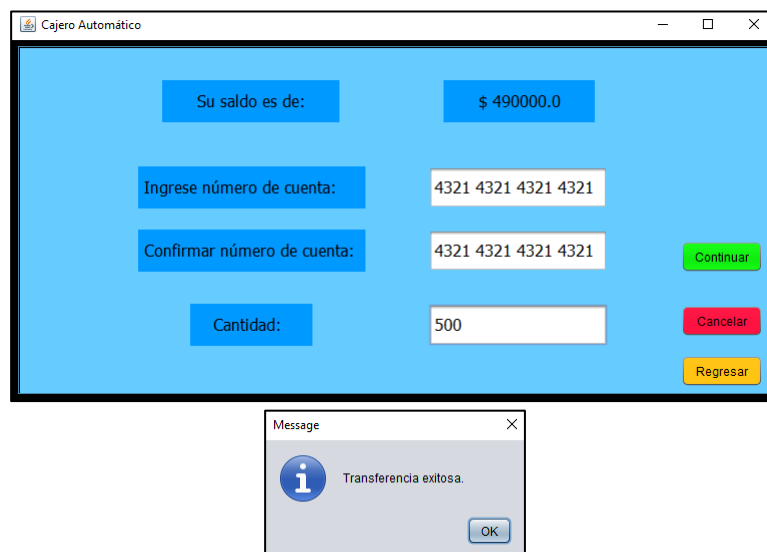 Cajero Automático
Su saldo es de:
$ 490000.0
Ingrese número de cuenta:
4321 4321 4321 4321
Confirmar número de cuenta:
4321 4321 4321 4321
Continuar
Cantidad:
500
Cancelar
Regresar
Message
Transferencia exitosa.
OK